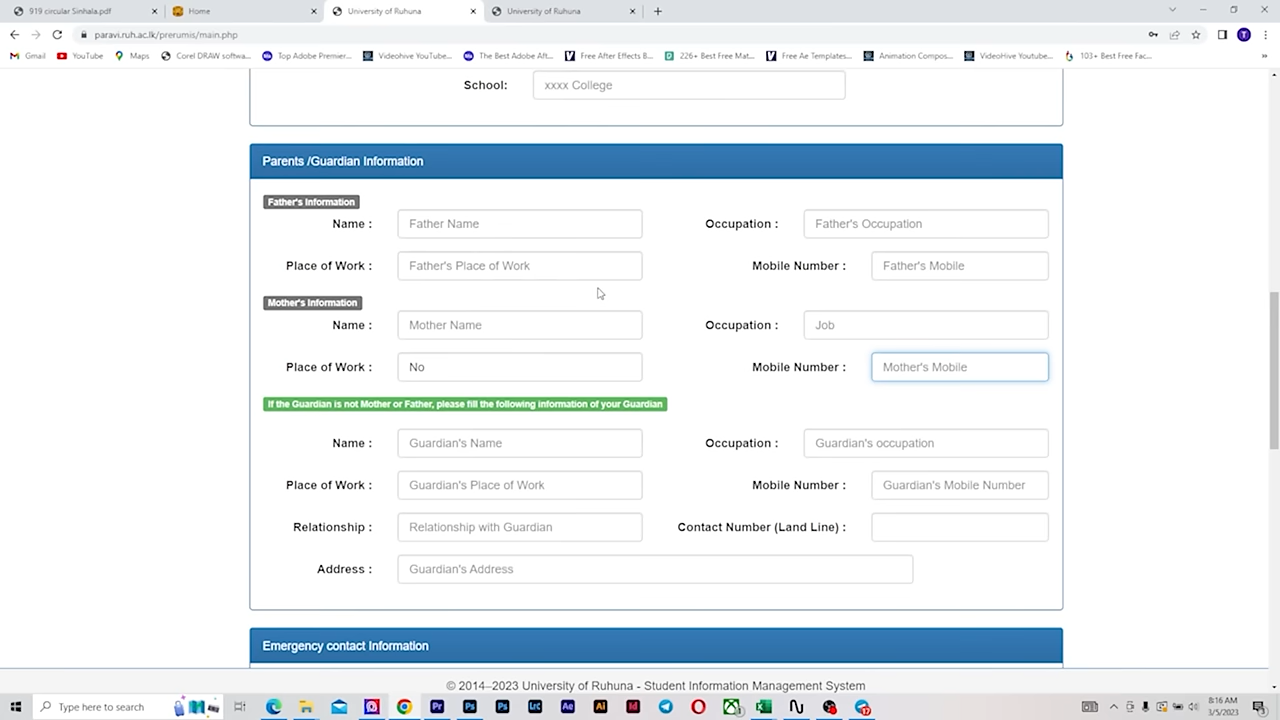 919 circular Sinhala.pdf
Home
University of Ruhuna
University of Ruhuna
paravi.ruh.ac.lk/prerumis/main.php
Gmail
YouTube
Maps
Corel DRAW softwa...
Top Adobe Premier...
Videohive YouTube...
The Best Adobe Aft...
Free After Effects B...
226+ Best Free Mat...
Free Ae Templates...
Animation Compos...
VideoHive Youtube...
103+ Best Free Fac...
School: xxxx College
Parents /Guardian Information
Father's Information
Name : Father Name Occupation : Father's Occupation
Place of Work : Father's Place of Work Mobile Number : Father's Mobile
Mother's Information
Name : Mother Name Occupation : Job
Place of Work : No Mobile Number : Mother's Mobile
If the Guardian is not Mother or Father, please fill the following information of your Guardian
Name : Guardian's Name Occupation : Guardian's occupation
Place of Work : Guardian's Place of Work Mobile Number : Guardian's Mobile Number
Relationship : Relationship with Guardian Contact Number (Land Line) :
Address : Guardian's Address
Emergency contact Information
© 2014–2023 University of Ruhuna - Student Information Management System
Type here to search
8:16 AM
3/5/2023